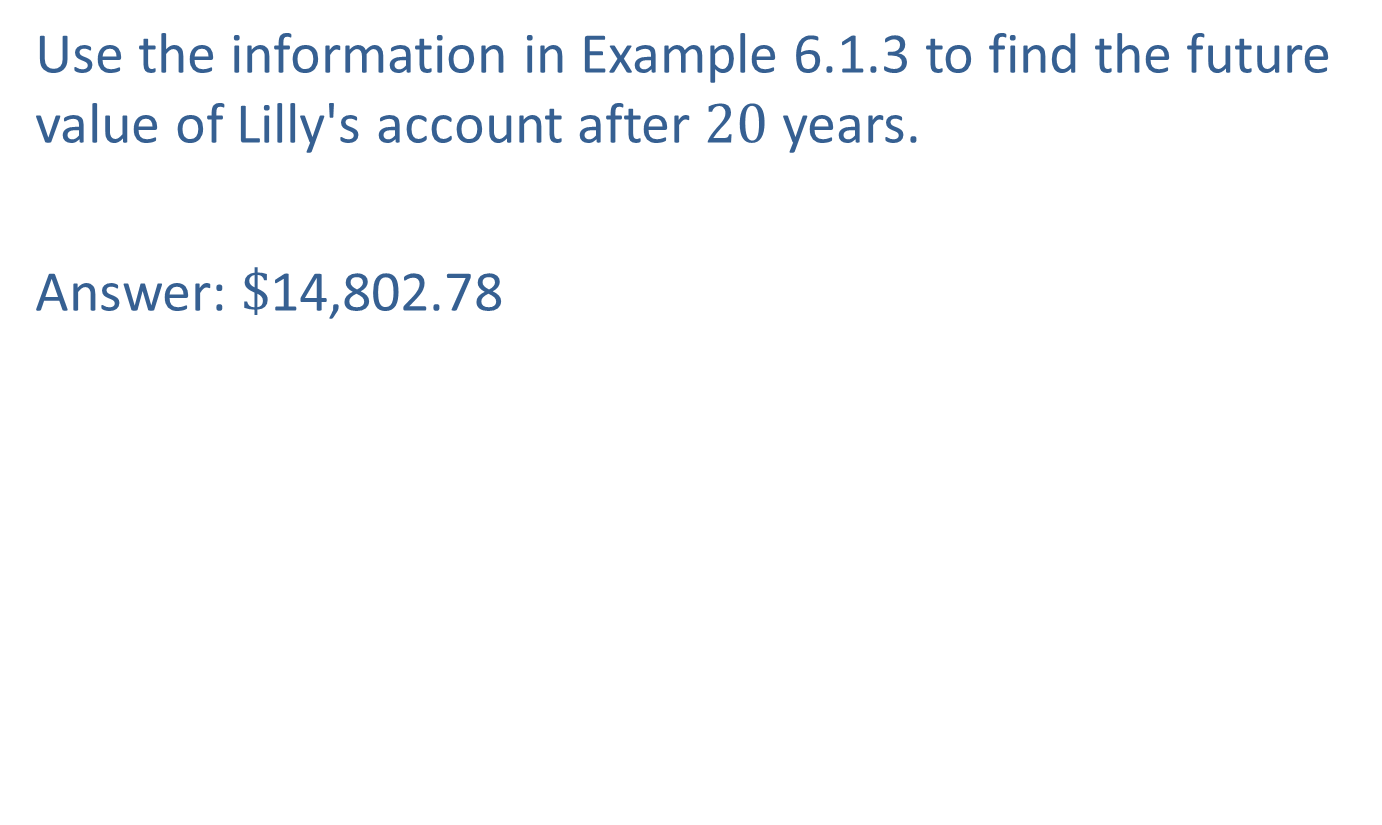 Use the information in Example 6.1.3 to find the future
value of Lilly's account after 20 years.
Answer: $14,802.78